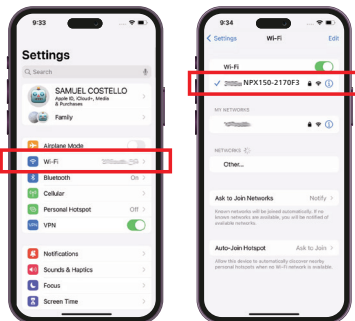 9:33
Settings
Search
SAMUEL COSTELLO
Apple ID, iCloud+, Media
& Purchases
Family
Airplane Mode
Wi-Fi
Bluetooth On
Cellular
Personal Hotspot Off
VPN
Notifications
Sounds & Haptics
Focus
Screen Time
9:34
Settings Wi-Fi Edit
Wi-Fi
NPX150-2170F3
MY NETWORKS
NETWORKS
Other...
Ask to Join Networks Notify
Known networks will be joined automatically. If no
known networks are available, you will be notified of
available networks.
Auto-Join Hotspot Ask to Join
Allow this device to automatically discover nearby
personal hotspots when no Wi-Fi network is available.